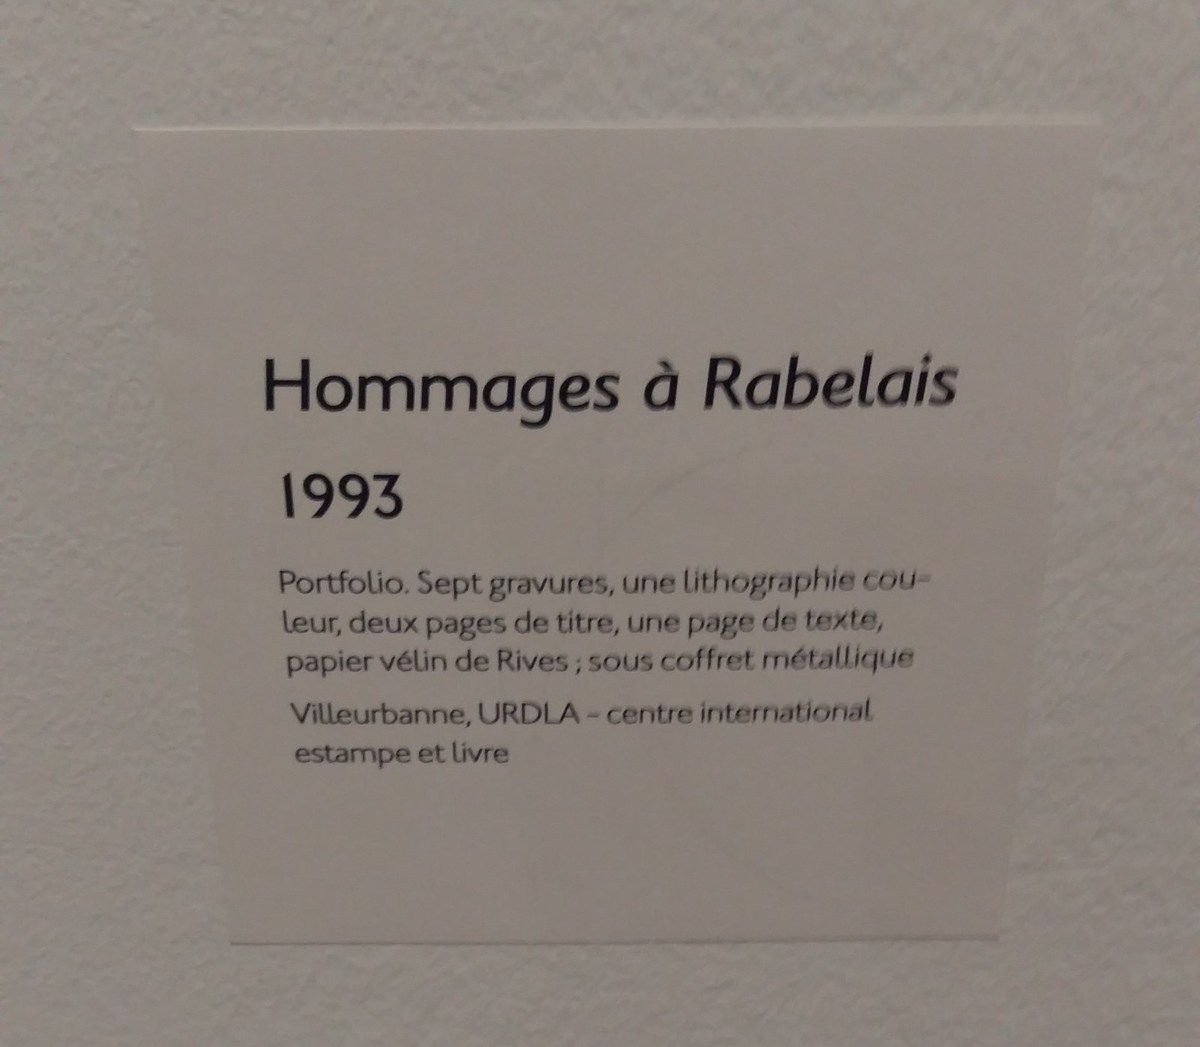 Hommages à Rabelais
1993
Portfolio. Sept gravures, une lithographie cou-
leur, deux pages de titre, une page de texte,
papier vélin de Rives ; sous coffret métallique
Villeurbanne, URDLA – centre international
estampe et livre